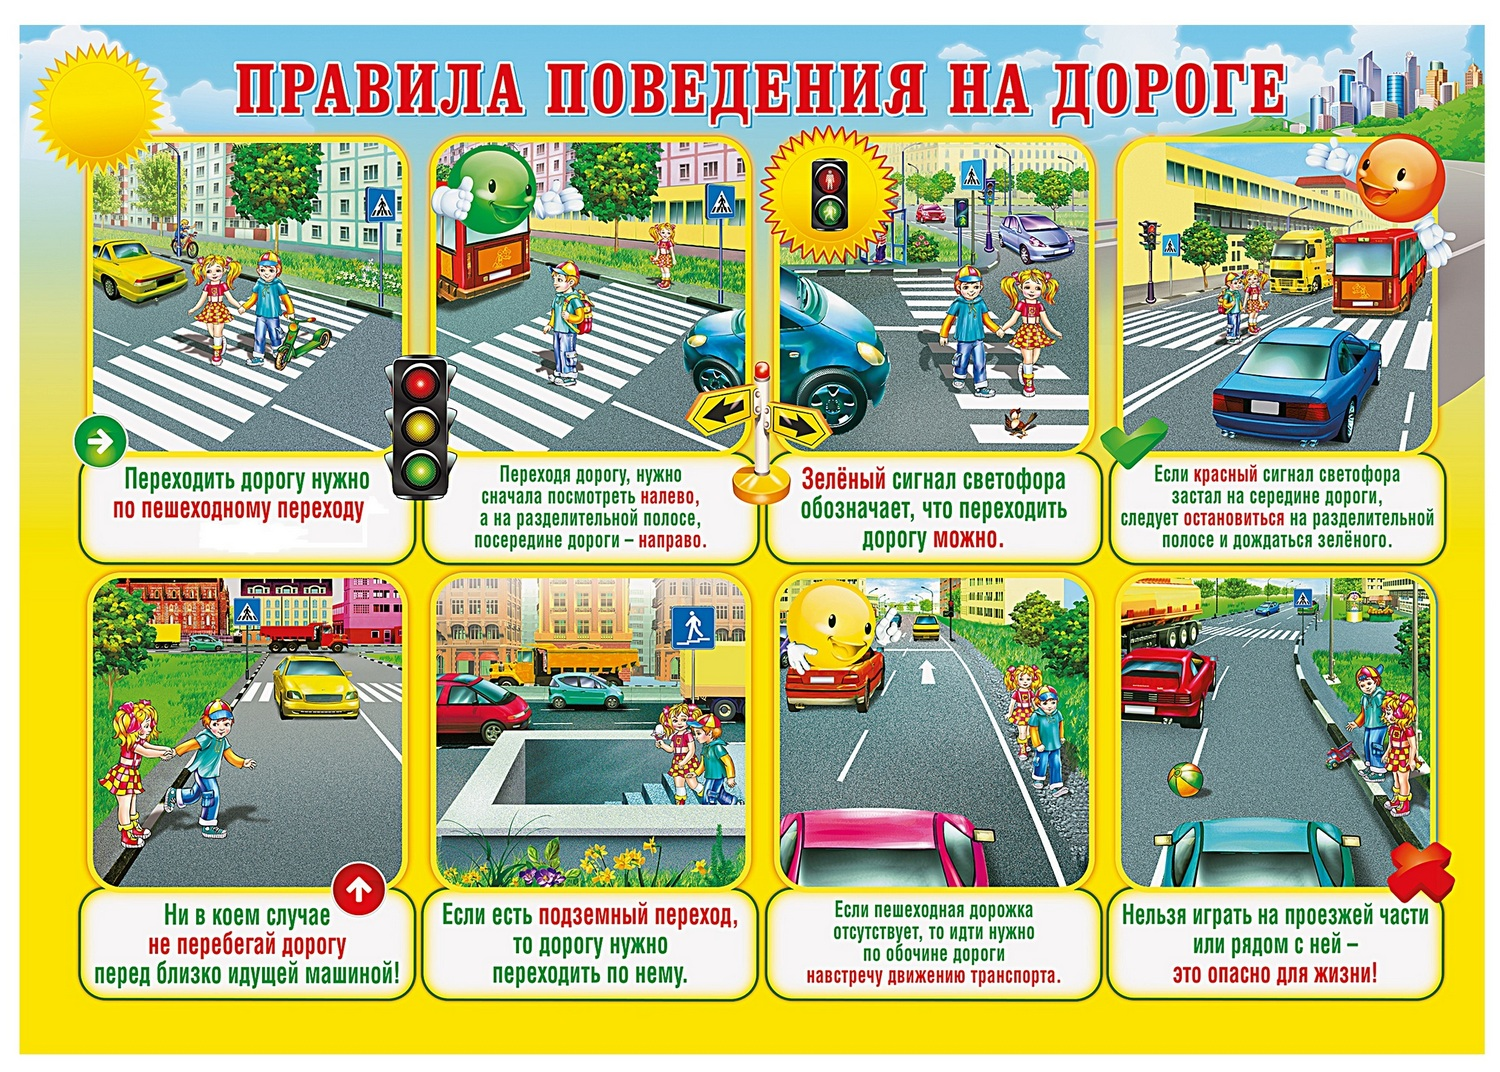 ПРАВИЛА ПОВЕДЕНИЯ НА ДОРОГЕ
Переходить дорогу нужно
по пешеходному переходу
Переходя дорогу, нужно
сначала посмотреть налево,
а на разделительной полосе,
посередине дороги – направо.
Зелёный сигнал светофора
обозначает, что переходить
дорогу можно.
Если красный сигнал светофора
застал на середине дороги,
следует остановиться на разделительной
полосе и дождаться зелёного.
Ни в коем случае
не перебегай дорогу
перед близко идущей машиной!
Если есть подземный переход,
то дорогу нужно
переходить по нему.
Если пешеходная дорожка
отсутствует, то идти нужно
по обочине дороги
навстречу движению транспорта.
Нельзя играть на проезжей части
или рядом с ней –
это опасно для жизни!